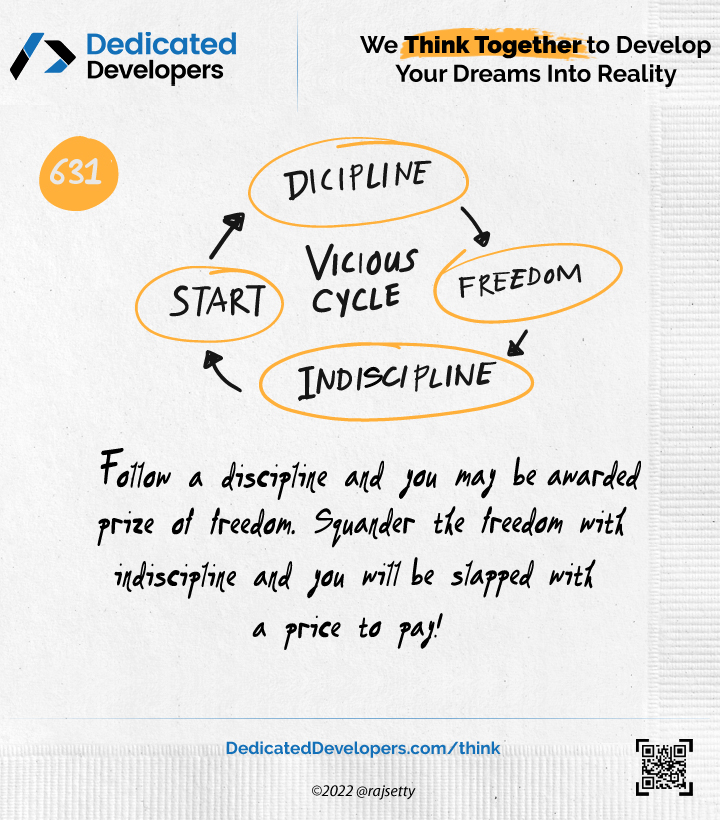 Dedicated
Developers
We Think Together to Develop
Your Dreams Into Reality
631
DICIPLINE
VICIOUS
CYCLE
FREEDOM
START
INDISCIPLINE
Follow a discipline and you may be awarded
prize of freedom. Squander the freedom with
indiscipline and you will be slapped with
a price to pay!
DedicatedDevelopers.com/think
©2022 @rajsetty